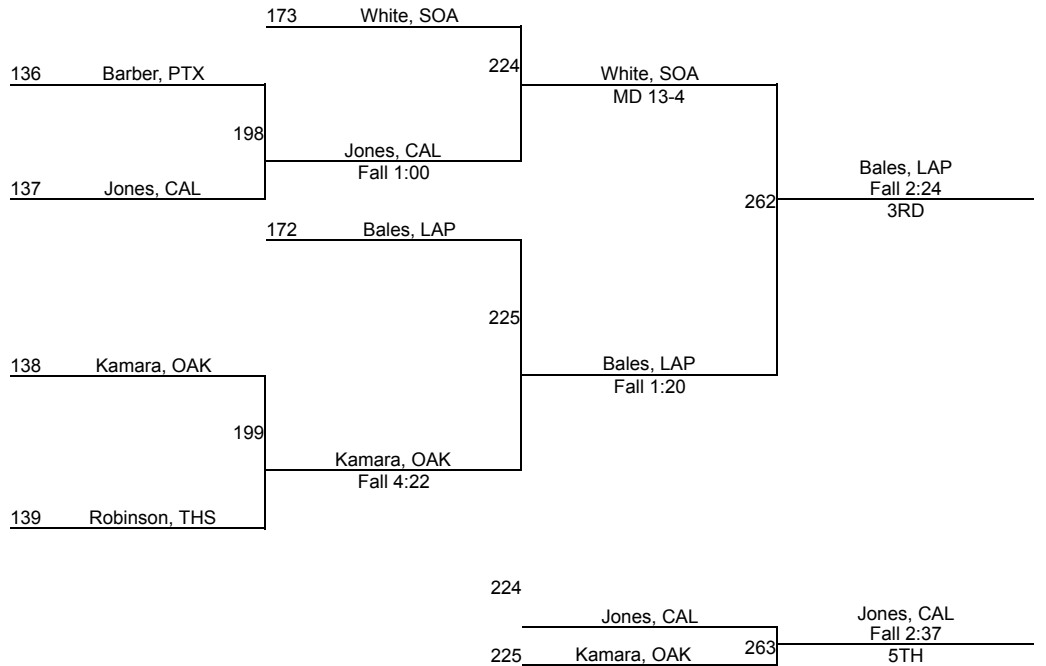 173 White, SOA
136 Barber, PTX
224
White, SOA
MD 13-4
198
Jones, CAL
Fall 1:00
137 Jones, CAL
Bales, LAP
Fall 2:24
3RD
262
172 Bales, LAP
225
138 Kamara, OAK
Bales, LAP
Fall 1:20
199
Kamara, OAK
Fall 4:22
139 Robinson, THS
224
Jones, CAL
Jones, CAL
Fall 2:37
5TH
263
225 Kamara, OAK